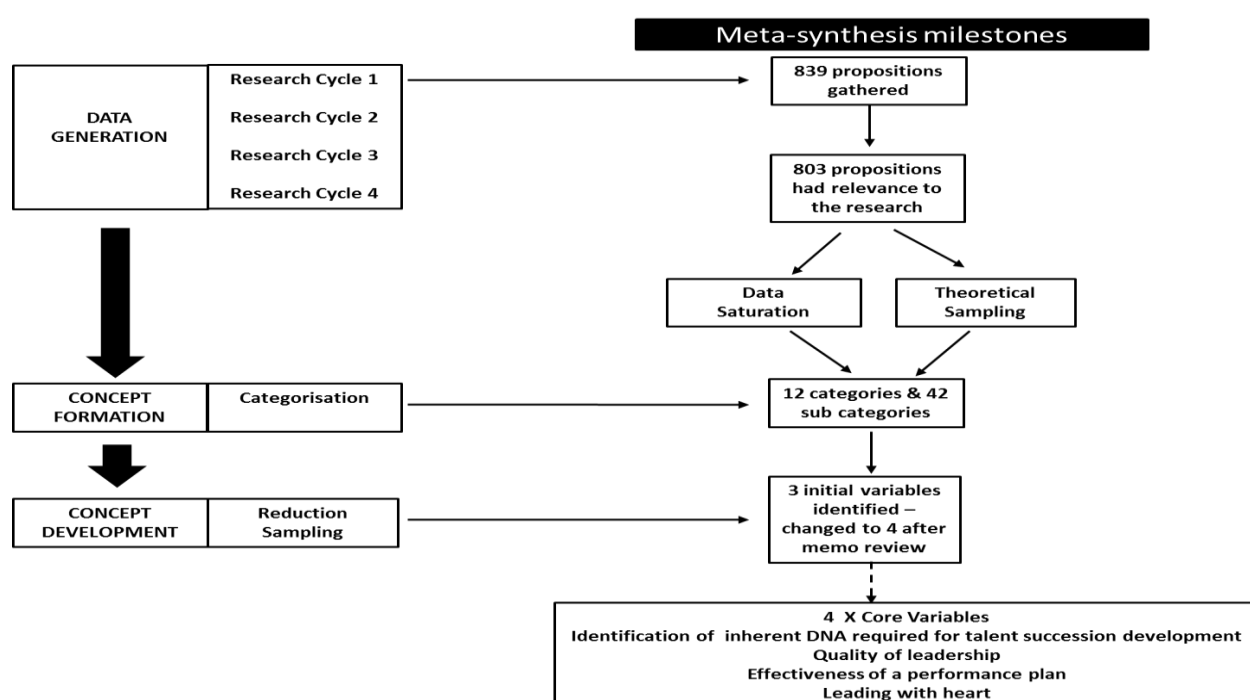 Meta-synthesis milestones
DATA
GENERATION
Research Cycle 1
Research Cycle 2
Research Cycle 3
Research Cycle 4
839 propositions
gathered
803 propositions
had relevance to
the research
Data
Saturation
Theoretical
Sampling
CONCEPT
FORMATION
Categorisation
12 categories & 42
sub categories
CONCEPT
DEVELOPMENT
Reduction
Sampling
3 initial variables
identified –
changed to 4 after
memo review
4 X Core Variables
Identification of inherent DNA required for talent succession development
Quality of leadership
Effectiveness of a performance plan
Leading with heart